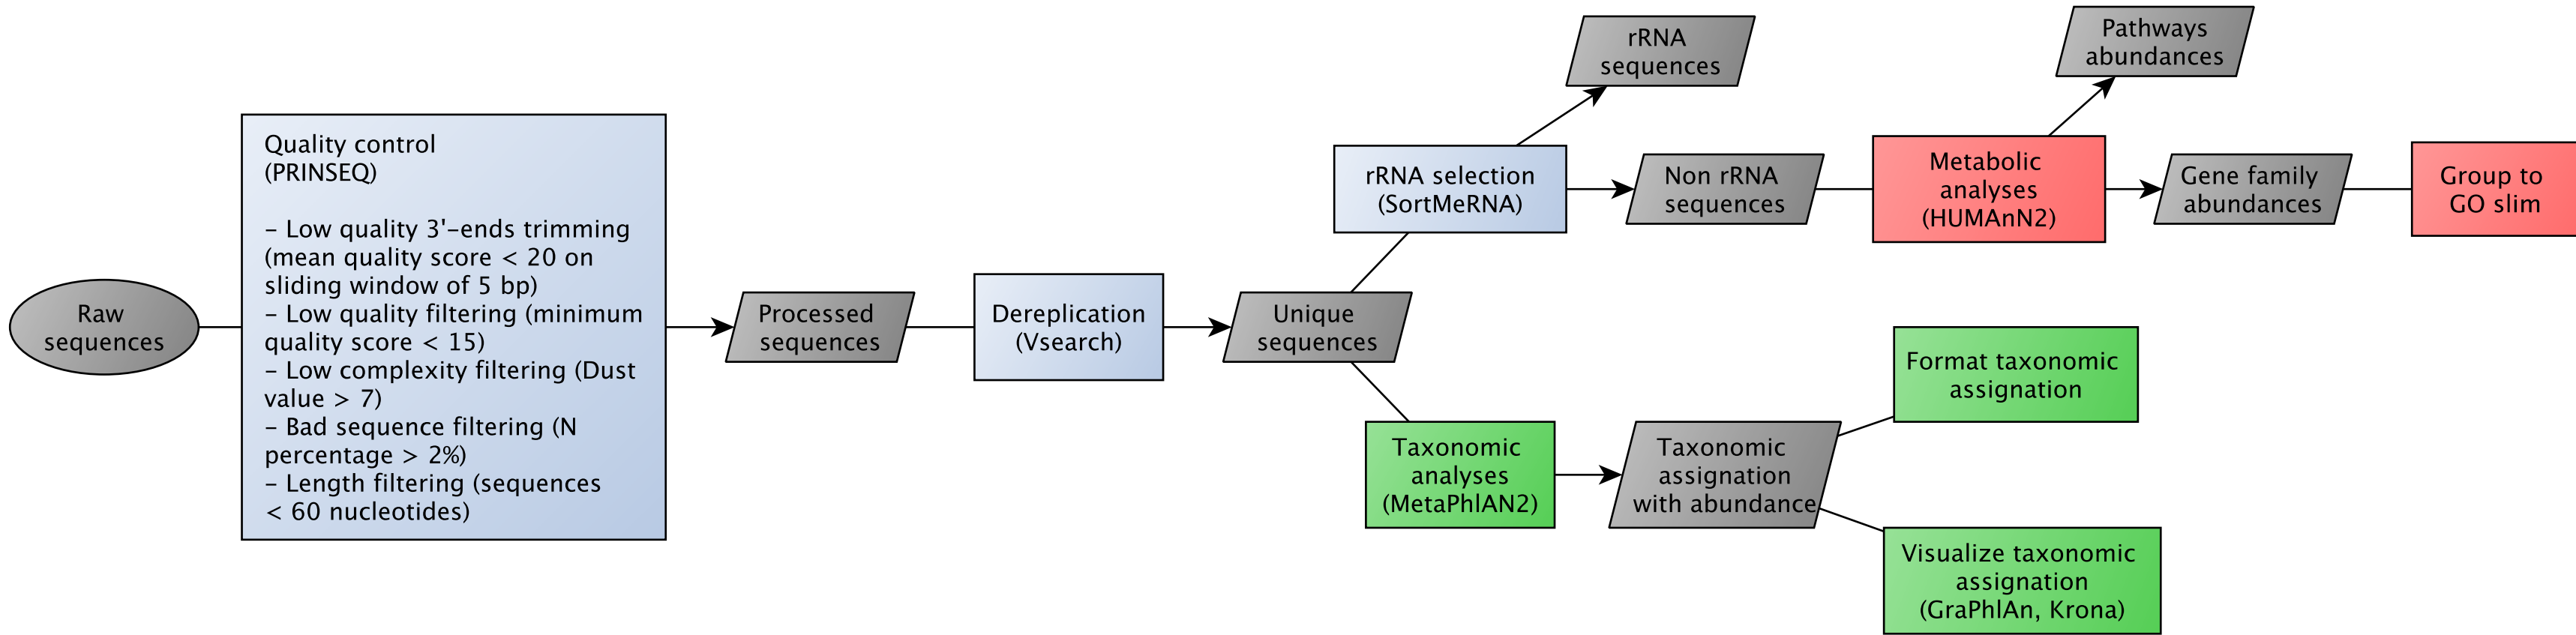 Raw
sequences
Quality control
(PRINSEQ)
– Low quality 3'–ends trimming
(mean quality score < 20 on
sliding window of 5 bp)
– Low quality filtering (minimum
quality score < 15)
– Low complexity filtering (Dust
value > 7)
– Bad sequence filtering (N
percentage > 2%)
– Length filtering (sequences
< 60 nucleotides)
Processed
sequences
Dereplication
(Vsearch)
Unique
sequences
rRNA selection
(SortMeRNA)
rRNA
sequences
Non rRNA
sequences
Metabolic
analyses
(HUMAnN2)
Pathways
abundances
Gene family
abundances
Group to
GO slim
Taxonomic
analyses
(MetaPhlAN2)
Taxonomic
assignation
with abundance
Format taxonomic
assignation
Visualize taxonomic
assignation
(GraPhlAn, Krona)